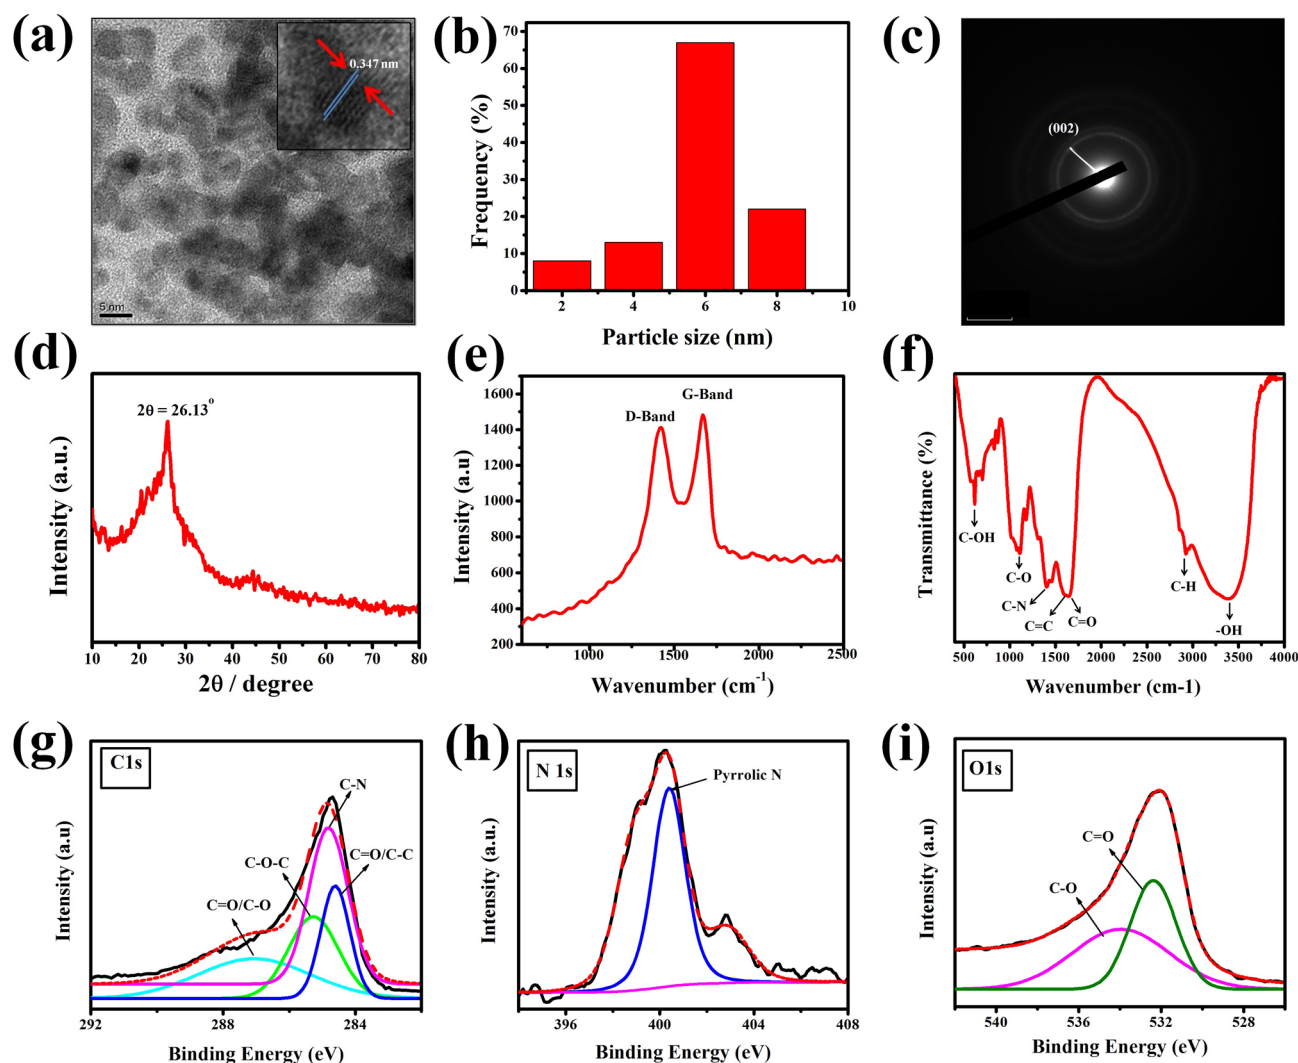 (a)
0.347 nm
5 nm
(b)
Frequency (%)
70
60
50
40
30
20
10
0
2
4
6
8
10
Particle size (nm)
(c)
(002)
(d)
Intensity (a.u.)
2θ = 26.13°
10
20
30
40
50
60
70
80
2θ / degree
(e)
Intensity (a.u)
1600
1400
1200
1000
800
600
400
200
D-Band
G-Band
1000
1500
2000
2500
Wavenumber (cm⁻¹)
(f)
Transmittance (%)
C-OH
C-O
C-N
C=C
C=O
C-H
-OH
500
1000
1500
2000
2500
3000
3500
4000
Wavenumber (cm-1)
(g)
C1s
Intensity (a.u)
C-N
C-O-C
C=O/C-C
C=O/C-O
292
288
284
Binding Energy (eV)
(h)
N 1s
Intensity (a.u.)
Pyrrolic N
396
400
404
408
Binding Energy (eV)
(i)
O1s
Intensity (a.u)
C=O
C-O
540
536
532
528
Binding Energy (eV)